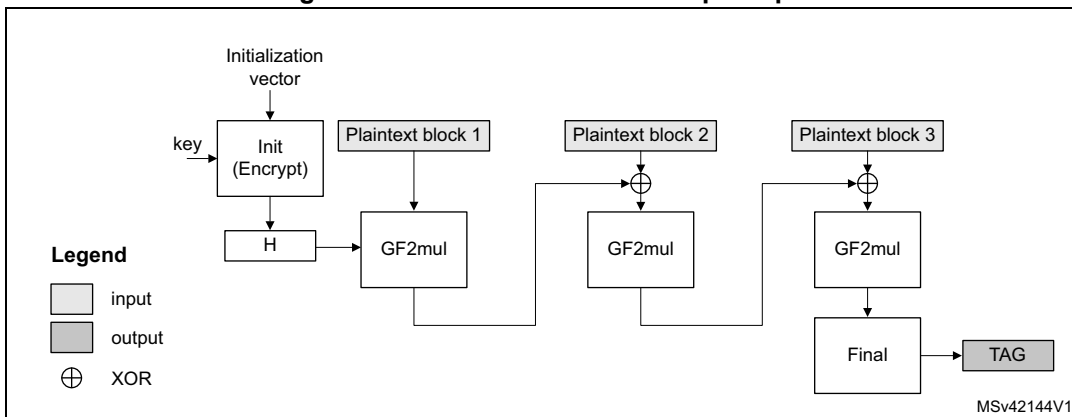 Initialization
vector
key
Init
(Encrypt)
Plaintext block 1
Plaintext block 2
Plaintext block 3
H
GF2mul
GF2mul
GF2mul
Legend
input
output
XOR
Final
TAG
MSv42144V1